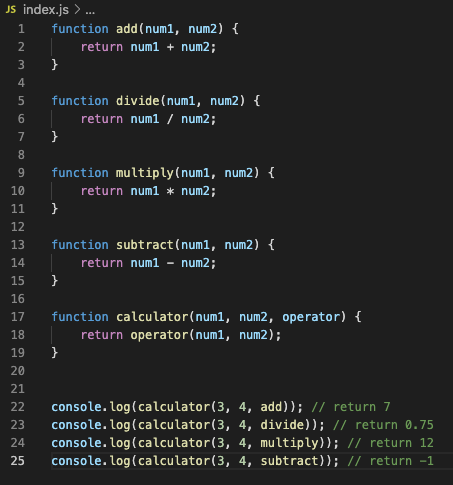 JS index.js > ...
1 function add(num1, num2) {
2     return num1 + num2;
3 }
4
5 function divide(num1, num2) {
6     return num1 / num2;
7 }
8
9 function multiply(num1, num2) {
10     return num1 * num2;
11 }
12
13 function subtract(num1, num2) {
14     return num1 - num2;
15 }
16
17 function calculator(num1, num2, operator) {
18     return operator(num1, num2);
19 }
20
21
22 console.log(calculator(3, 4, add)); // return 7
23 console.log(calculator(3, 4, divide)); // return 0.75
24 console.log(calculator(3, 4, multiply)); // return 12
25 console.log(calculator(3, 4, subtract)); // return -1